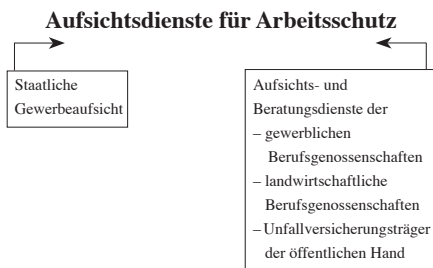 Aufsichtsdienste für Arbeitsschutz
Staatliche
Gewerbeaufsicht
Aufsichts- und
Beratungsdienste der
– gewerblichen
Berufsgenossenschaften
– landwirtschaftliche
Berufsgenossenschaften
– Unfallversicherungsträger
der öffentlichen Hand